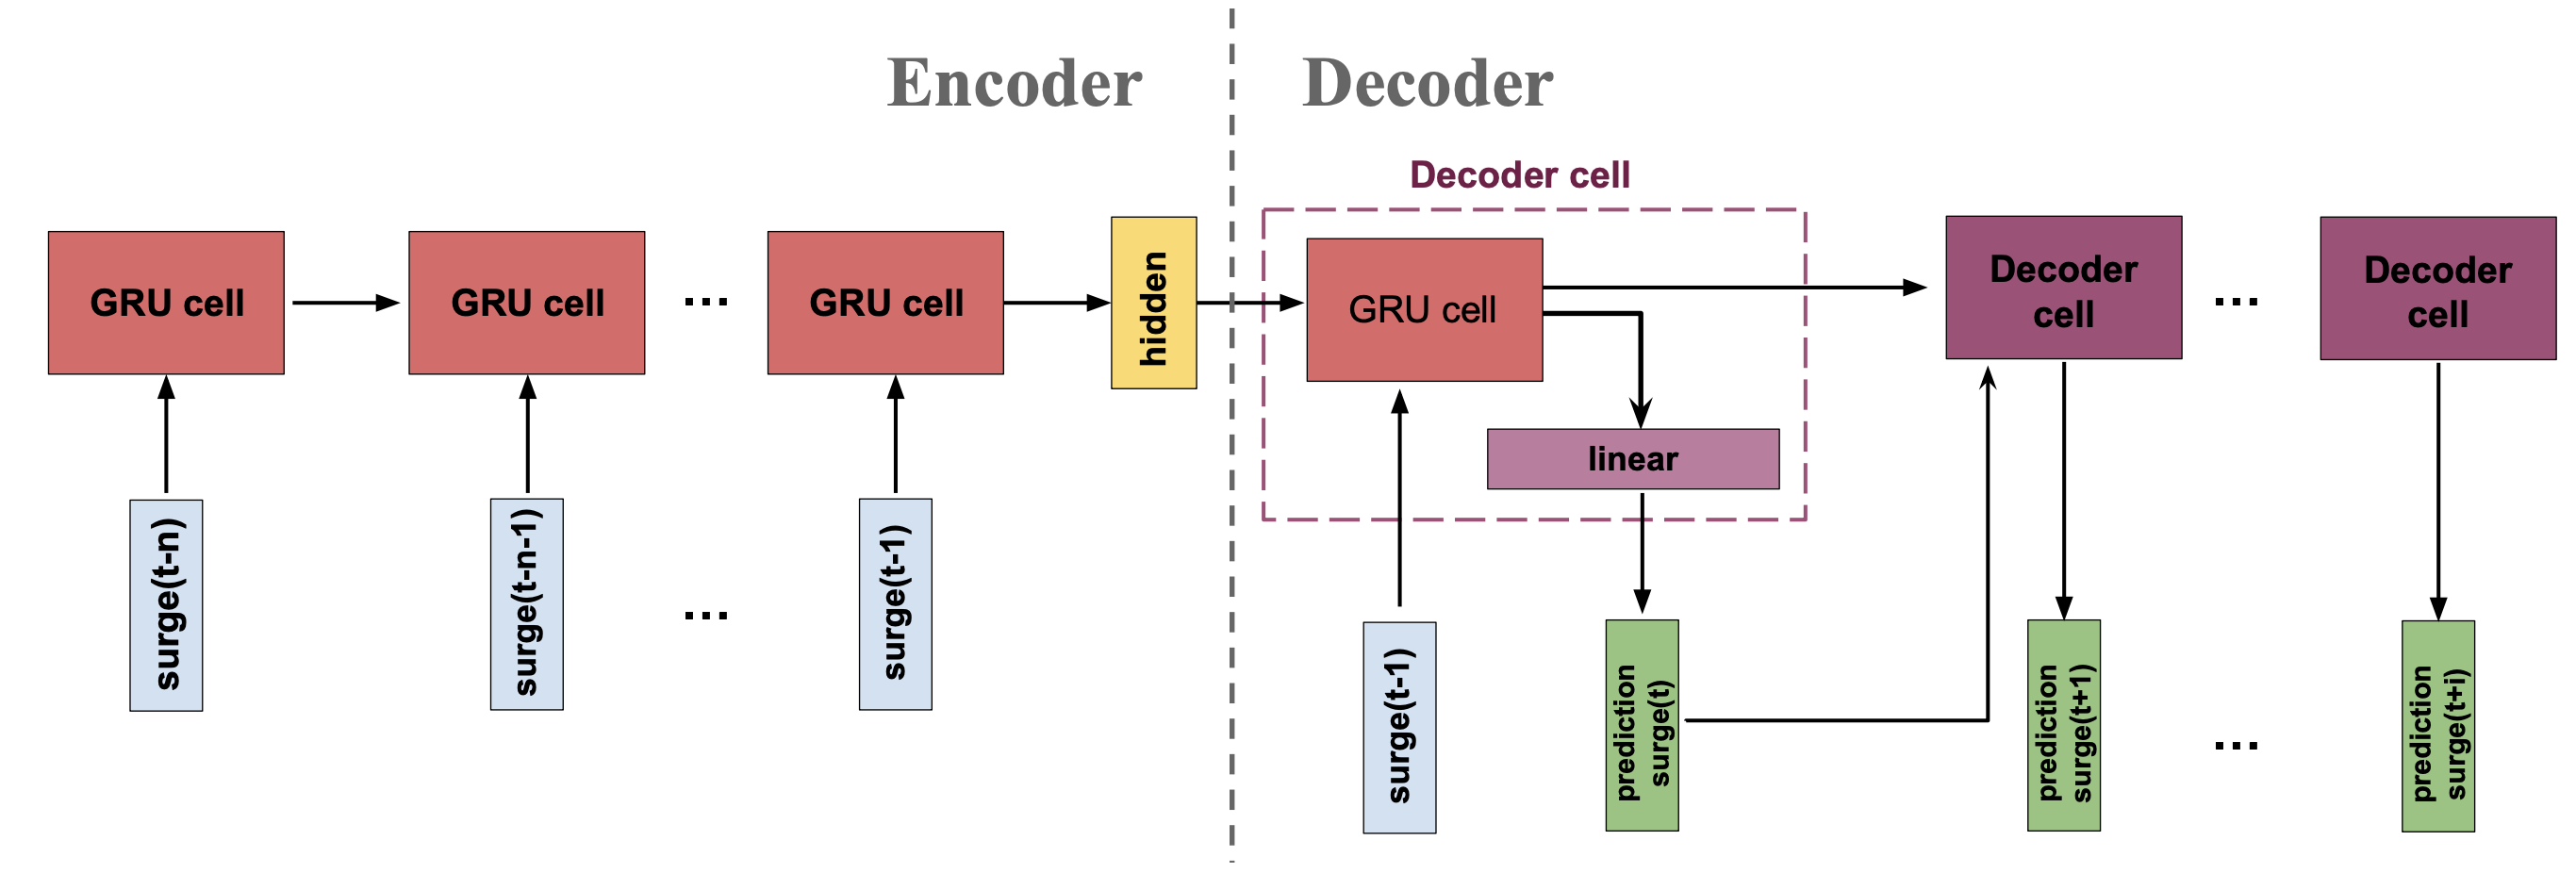 Encoder
Decoder
Decoder cell
GRU cell
GRU cell
...
GRU cell
hidden
GRU cell
linear
Decoder
cell
...
Decoder
cell
surge(t-n)
surge(t-n-1)
...
surge(t-1)
surge(t-1)
prediction
surge(t)
prediction
surge(t+1)
...
prediction
surge(t+i)